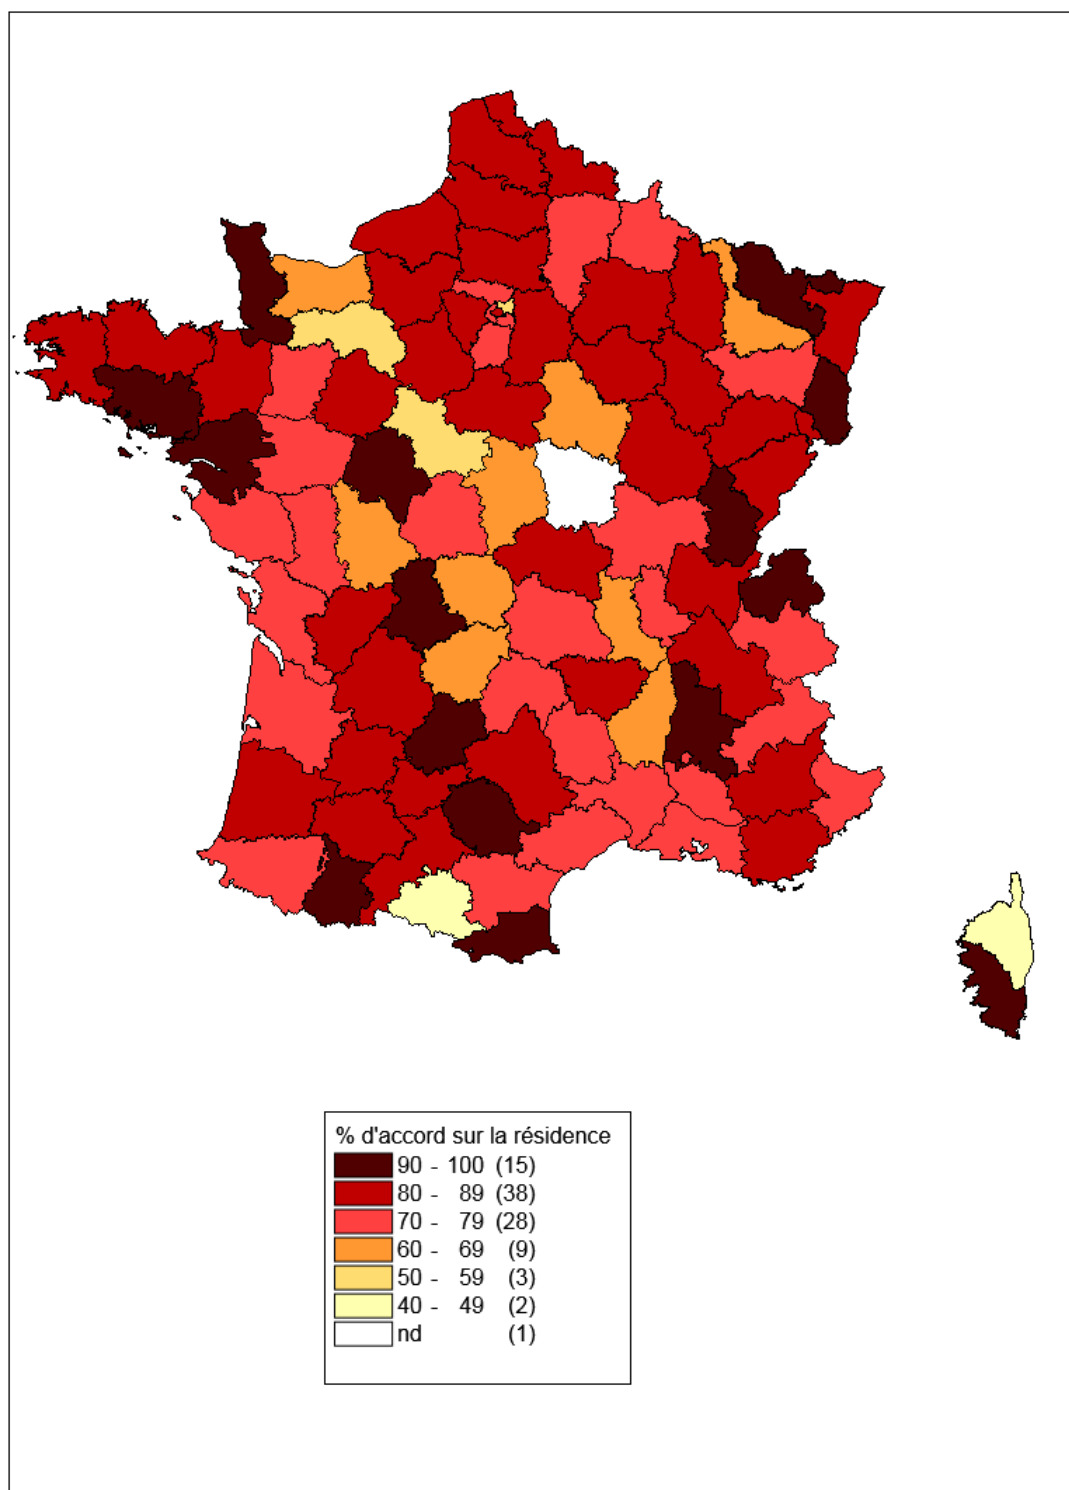 % d'accord sur la résidence
90 - 100 (15)
80 - 89 (38)
70 - 79 (28)
60 - 69 (9)
50 - 59 (3)
40 - 49 (2)
nd (1)